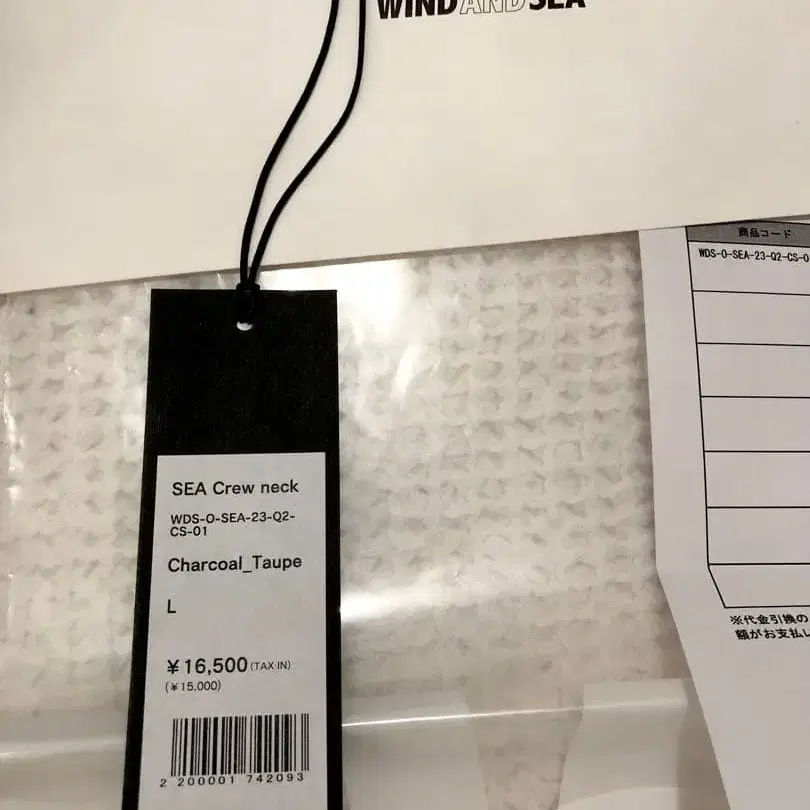 WIND AND SEA
商品コード
WDS-O-SEA-23-Q2-CS-0
SEA Crew neck
WDS-O-SEA-23-Q2-
CS-01
Charcoal_Taupe
L
¥16,500 (TAX IN)
(¥15,000)
2 200001 742093
※代金引換の
額がお支払し